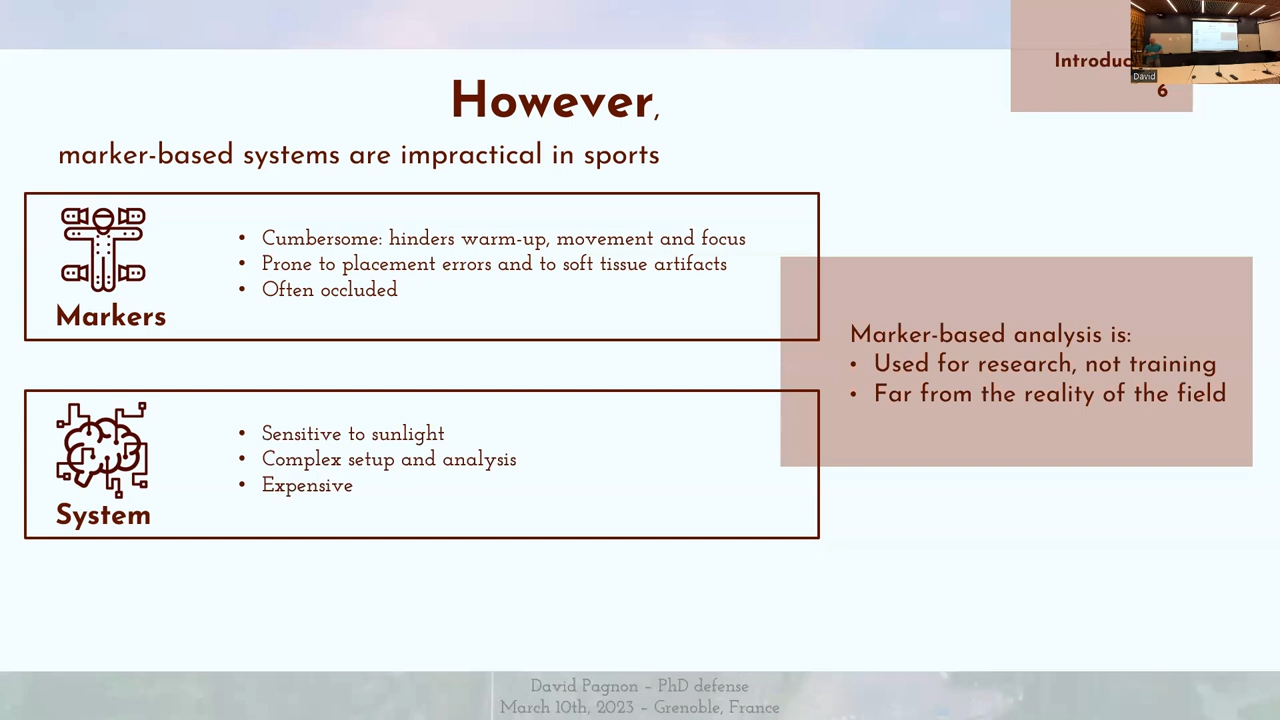 Introduc
David
6
However,
marker-based systems are impractical in sports
Markers
• Cumbersome: hinders warm-up, movement and focus
• Prone to placement errors and to soft tissue artifacts
• Often occluded
System
• Sensitive to sunlight
• Complex setup and analysis
• Expensive
Marker-based analysis is:
• Used for research, not training
• Far from the reality of the field
David Pagnon – PhD defense
March 10th, 2023 – Grenoble, France